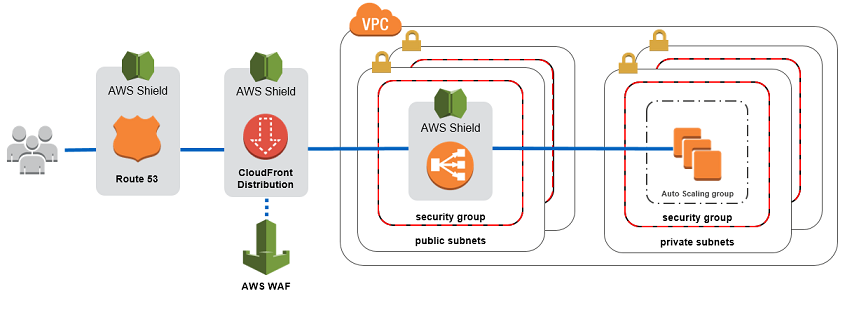 VPC
AWS Shield
Route 53
AWS Shield
CloudFront
Distribution
AWS WAF
AWS Shield
security group
public subnets
Auto Scaling group
security group
private subnets